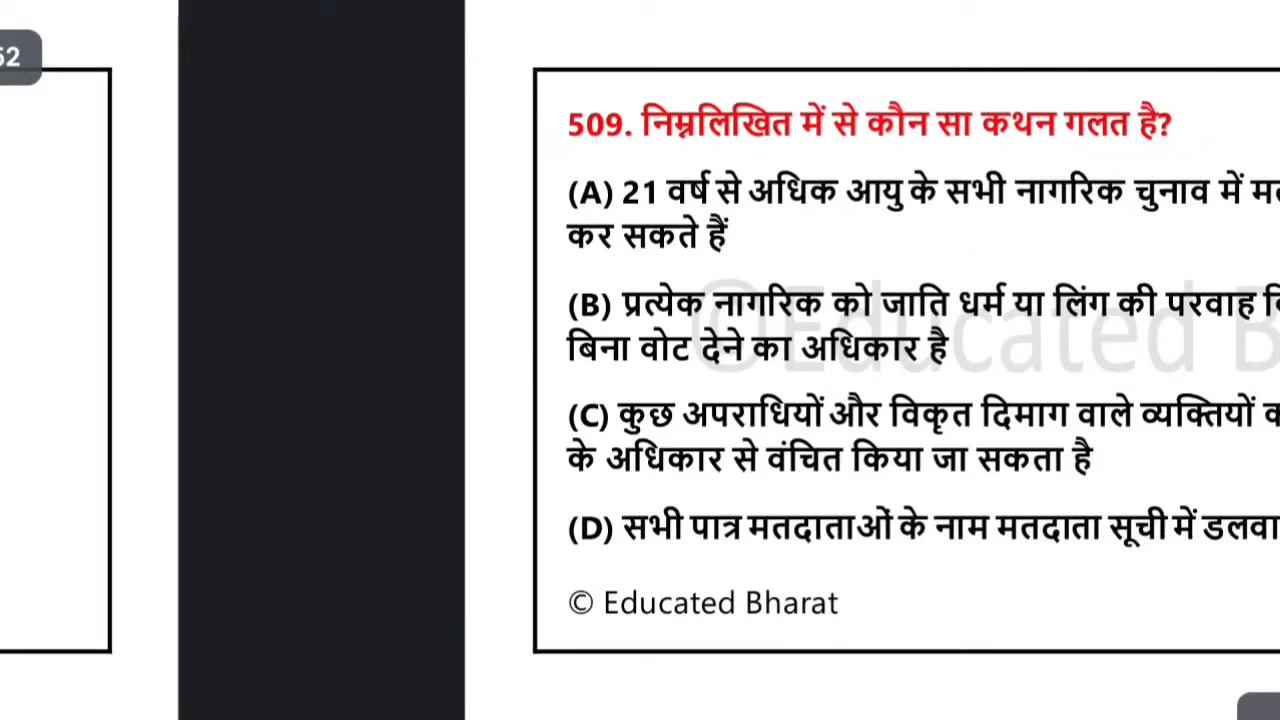 52
509. निम्नलिखित में से कौन सा कथन गलत है?
(A) 21 वर्ष से अधिक आयु के सभी नागरिक चुनाव में
कर सकते हैं
(B) प्रत्येक नागरिक को जाति धर्म या लिंग की परवाह
बिना वोट देने का अधिकार है
©Educated B
(C) कुछ अपराधियों और विकृत दिमाग वाले व्यक्तियों
के अधिकार से वंचित किया जा सकता है
(D) सभी पात्र मतदाताओं के नाम मतदाता सूची में डलवा
© Educated Bharat